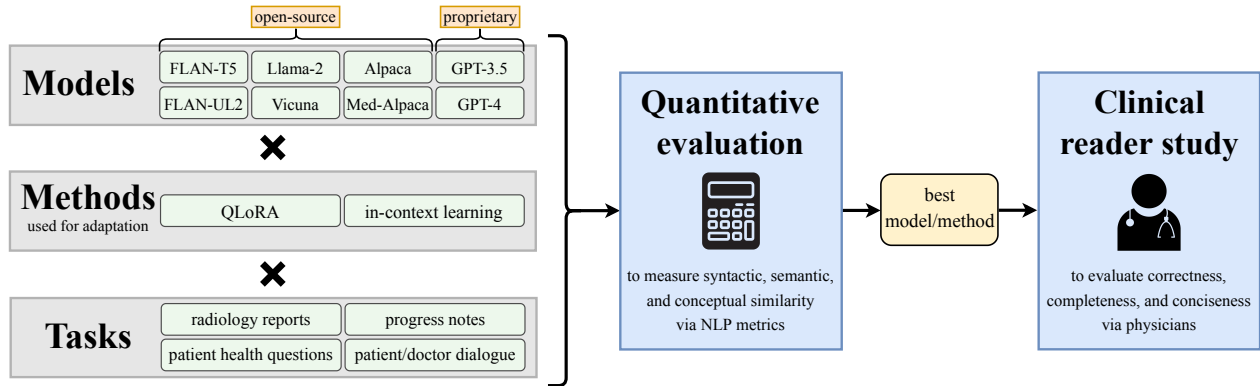 open-source
proprietary
Models
FLAN-T5
Llama-2
Alpaca
GPT-3.5
FLAN-UL2
Vicuna
Med-Alpaca
GPT-4
Methods
used for adaptation
QLoRA
in-context learning
Tasks
radiology reports
progress notes
patient health questions
patient/doctor dialogue
Quantitative
evaluation
to measure syntactic, semantic,
and conceptual similarity
via NLP metrics
best
model/method
Clinical
reader study
to evaluate correctness,
completeness, and conciseness
via physicians